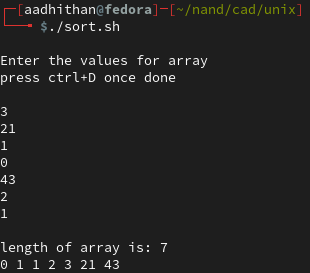 [aadhithan@fedora]-[~/nand/cad/unix]
$./sort.sh
Enter the values for array
press ctrl+D once done
3
21
1
0
43
2
1
length of array is: 7
0 1 1 2 3 21 43